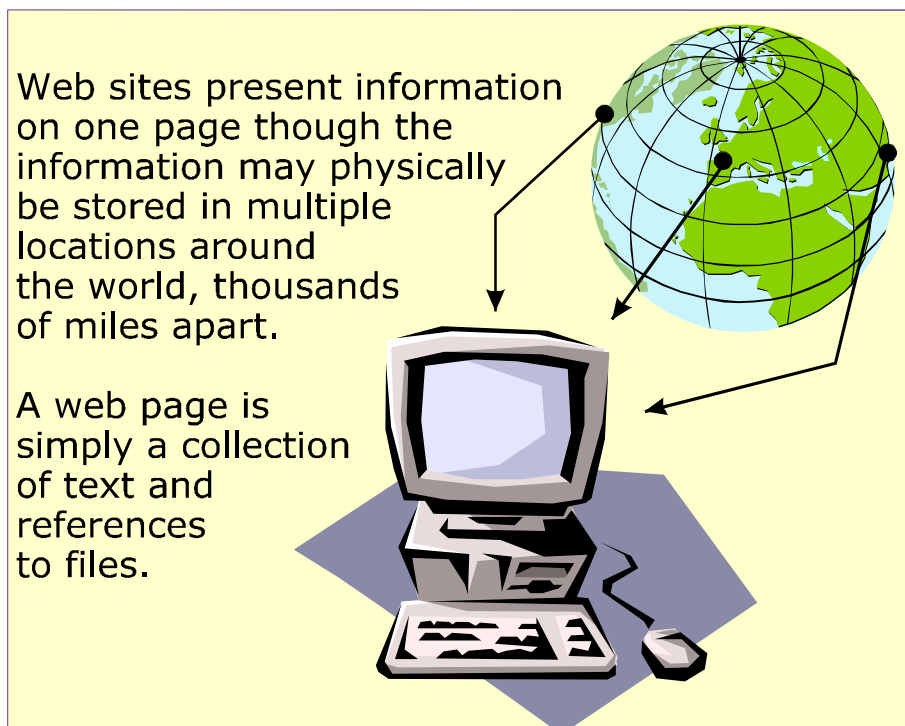 Web sites present information
on one page though the
information may physically
be stored in multiple
locations around
the world, thousands
of miles apart.
A web page is
simply a collection
of text and
references
to files.